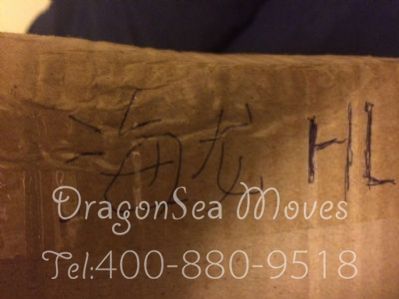 海龙 HL
DragonSea Moves
Tel:400-880-9518